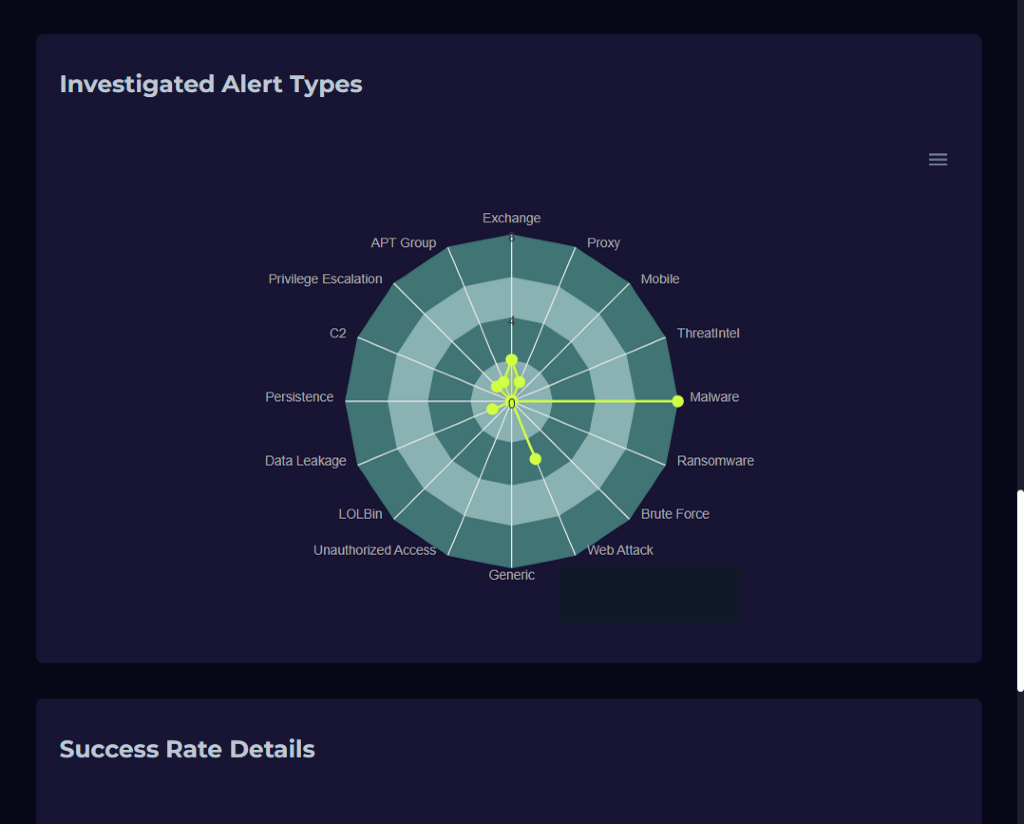 Investigated Alert Types
Exchange
APT Group
Proxy
Privilege Escalation
Mobile
4
C2
ThreatIntel
Persistence
Malware
0
Data Leakage
Ransomware
LOLBin
Brute Force
Unauthorized Access
Web Attack
Generic
Success Rate Details